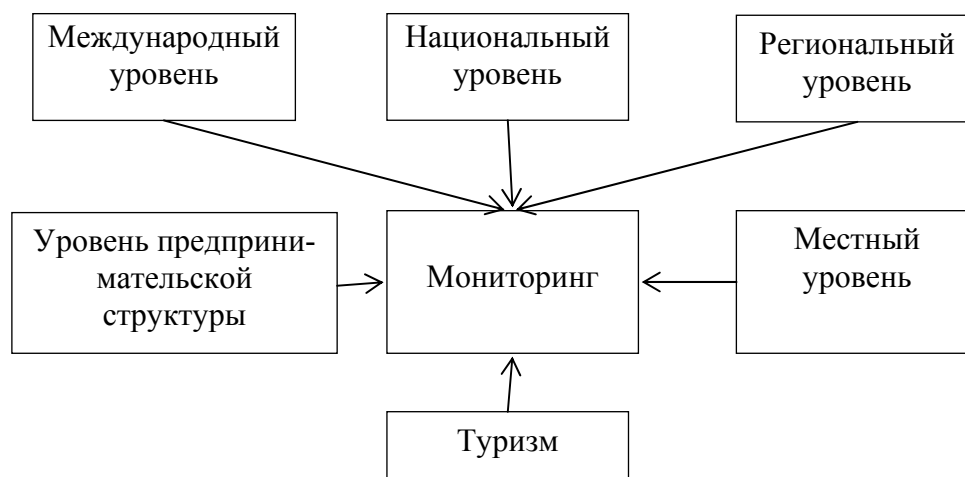 Международный
уровень
Национальный
уровень
Региональный
уровень
Уровень предприни-
мательской
структуры
Мониторинг
Местный
уровень
Туризм